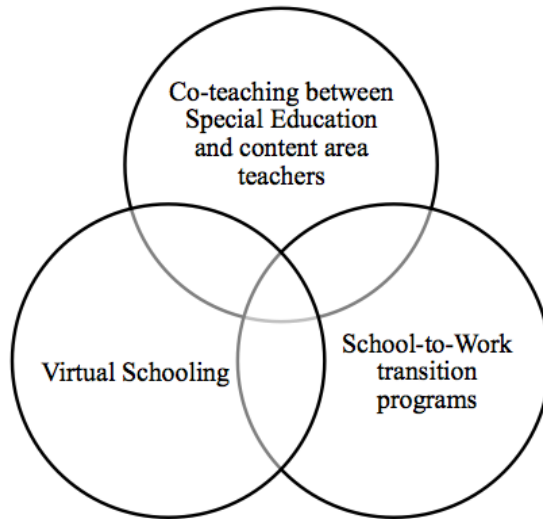 Co-teaching between
Special Education
and content area
teachers
Virtual Schooling
School-to-Work
transition
programs